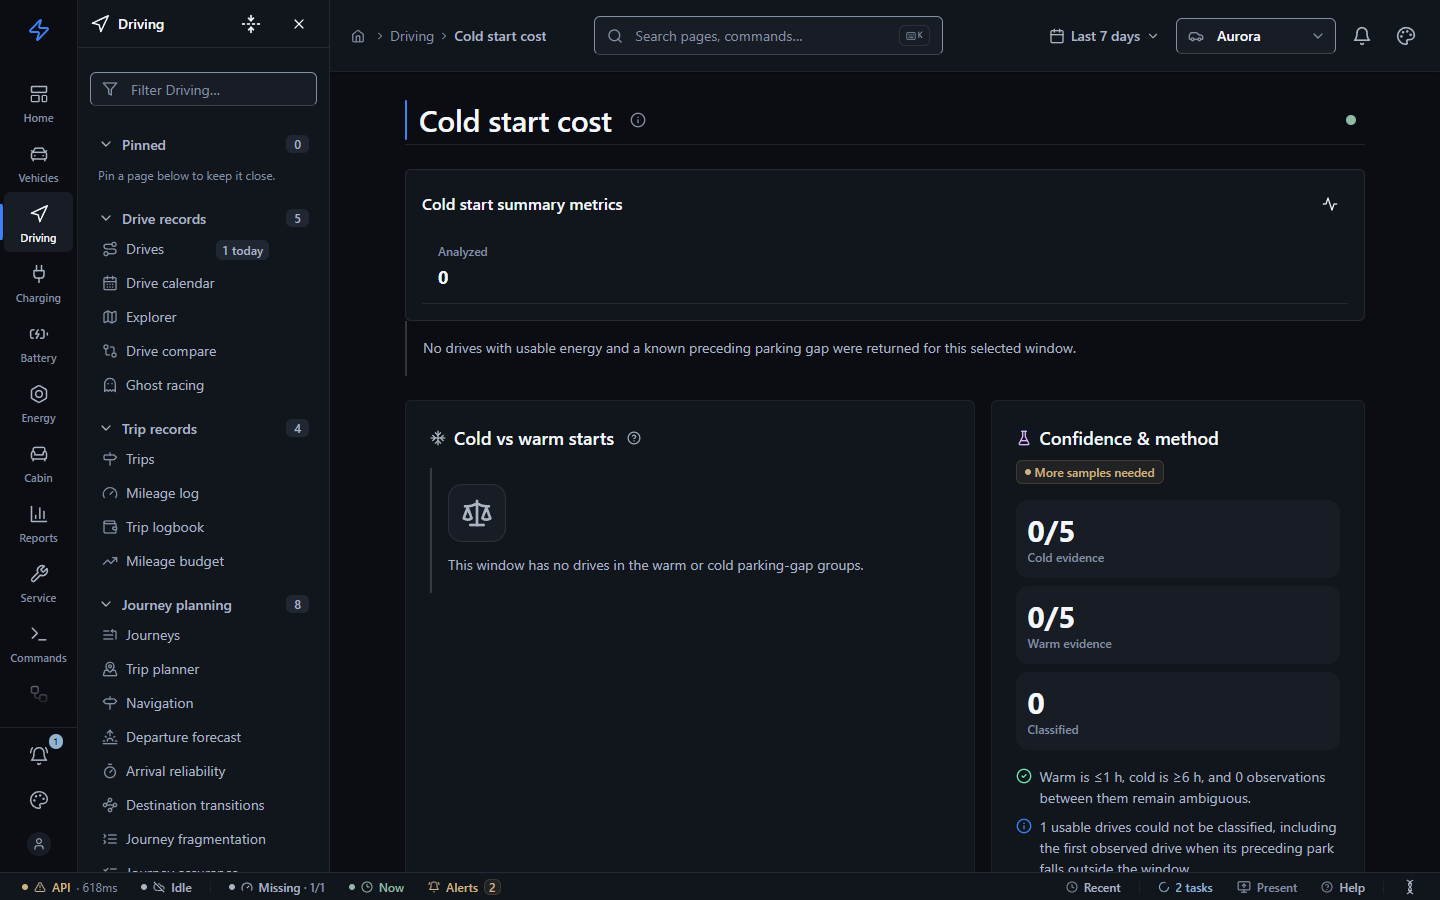 Driving
Filter Driving...
Home
Vehicles
Driving
Charging
Battery
Energy
Cabin
Reports
Service
Commands
1
Pinned 0
Pin a page below to keep it close.
Drive records 5
Drives 1 today
Drive calendar
Explorer
Drive compare
Ghost racing
Trip records 4
Trips
Mileage log
Trip logbook
Mileage budget
Journey planning 8
Journeys
Trip planner
Navigation
Departure forecast
Arrival reliability
Destination transitions
Journey fragmentation
Driving > Cold start cost
Search pages, commands... K
Last 7 days
Aurora
Cold start cost
Cold start summary metrics
Analyzed
0
No drives with usable energy and a known preceding parking gap were returned for this selected window.
Cold vs warm starts
This window has no drives in the warm or cold parking-gap groups.
Confidence & method
More samples needed
0/5
Cold evidence
0/5
Warm evidence
0
Classified
Warm is ≤1 h, cold is ≥6 h, and 0 observations
between them remain ambiguous.
1 usable drives could not be classified, including
the first observed drive when its preceding park
falls outside the window.
API · 618ms
Idle
Missing · 1/1
Now
Alerts 2
Recent
2 tasks
Present
Help